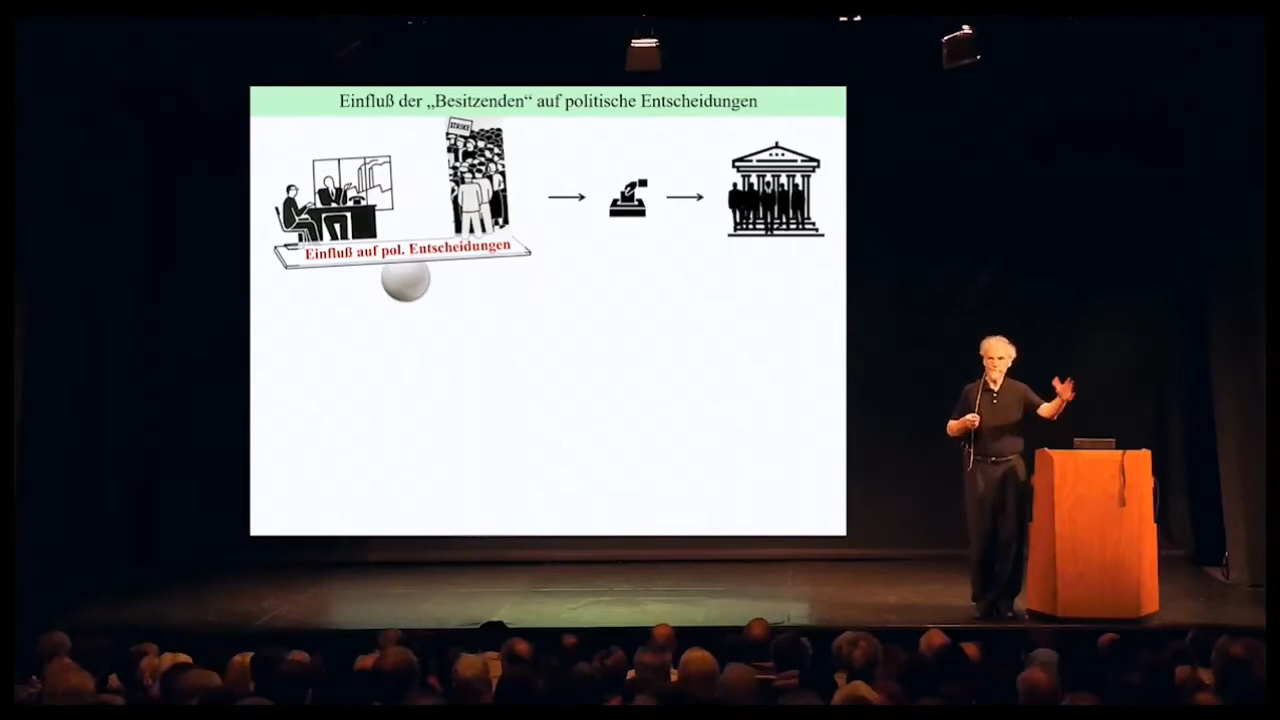 Einfluß der „Besitzenden“ auf politische Entscheidungen
STRIKE
Einfluß auf pol. Entscheidungen